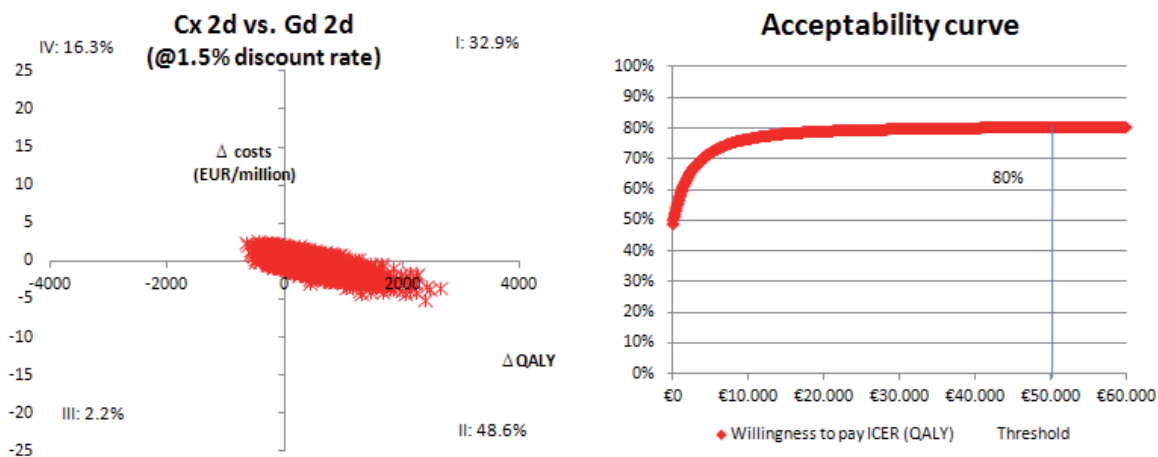 Cx 2d vs. Gd 2d
(@1.5% discount rate)
IV: 16.3%
I: 32.9%
25
20
15
10
5
0
-5
-10
-15
-20
-25
Δ costs
(EUR/million)
-4000
-2000
0
2000
4000
Δ QALY
III: 2.2%
II: 48.6%
Acceptability curve
100%
90%
80%
70%
60%
50%
40%
30%
20%
10%
0%
80%
€0
€10.000
€20.000
€30.000
€40.000
€50.000
€60.000
Willingness to pay ICER (QALY)
Threshold